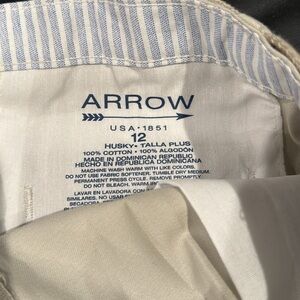 ARROW
USA • 1851
12
HUSKY • TALLA PLUS
100% COTTON • 100% ALGODÓN
MADE IN DOMINICAN REPUBLIC
HECHO EN REPUBLICA DOMINICANA
MACHINE WASH WARM WITH LIKE COLORS.
DO NOT USE FABRIC SOFTENER. TUMBLE DRY MEDIUM.
PERMANENT PRESS CYCLE. REMOVE PROMPTLY.
DO NOT BLEACH. WARM
LAVAR EN LAVADORA CON
SIMILARES. NO USAR
SECADORA